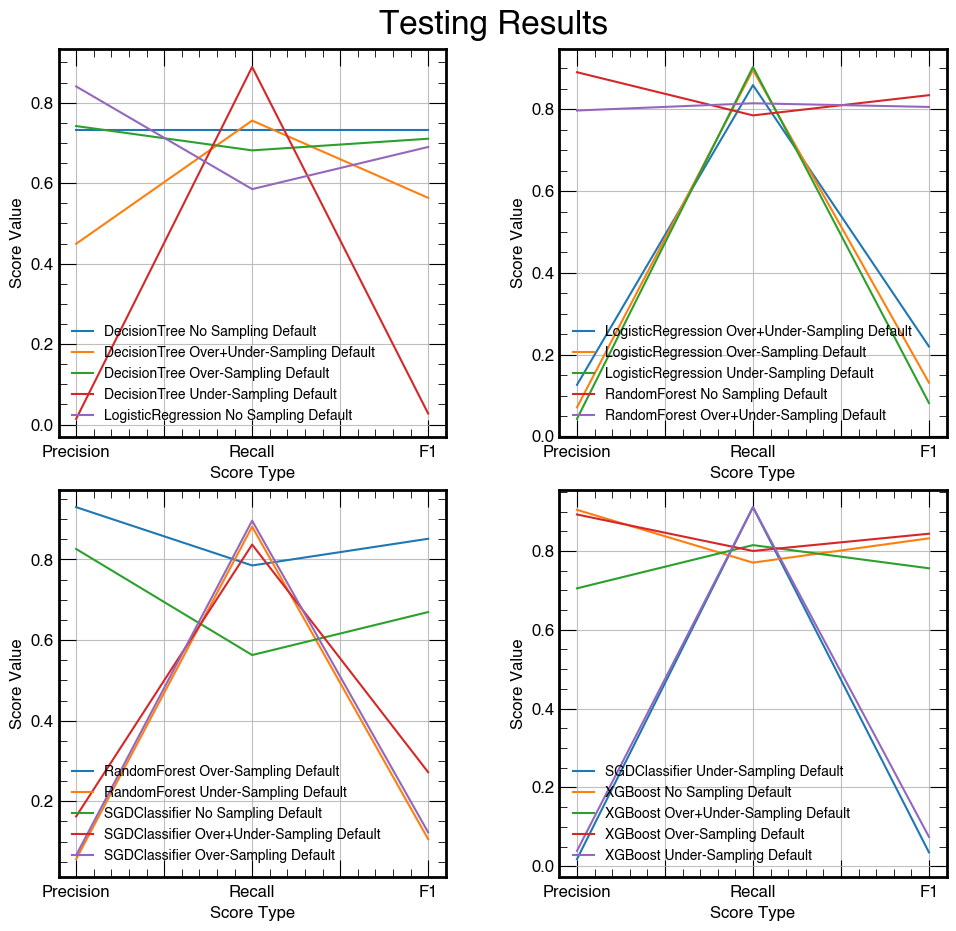 Testing Results
Score Value
0.8
0.6
0.4
0.2
0.0
DecisionTree No Sampling Default
DecisionTree Over+Under-Sampling Default
DecisionTree Over-Sampling Default
DecisionTree Under-Sampling Default
LogisticRegression No Sampling Default
Precision Recall F1
Score Type
Score Value
0.8
0.6
0.4
0.2
0.0
LogisticRegression Over+Under-Sampling Default
LogisticRegression Over-Sampling Default
LogisticRegression Under-Sampling Default
RandomForest No Sampling Default
RandomForest Over+Under-Sampling Default
Precision Recall F1
Score Type
Score Value
0.8
0.6
0.4
0.2
RandomForest Over-Sampling Default
RandomForest Under-Sampling Default
SGDClassifier No Sampling Default
SGDClassifier Over+Under-Sampling Default
SGDClassifier Over-Sampling Default
Precision Recall F1
Score Type
Score Value
0.8
0.6
0.4
0.2
0.0
SGDClassifier Under-Sampling Default
XGBoost No Sampling Default
XGBoost Over+Under-Sampling Default
XGBoost Over-Sampling Default
XGBoost Under-Sampling Default
Precision Recall F1
Score Type